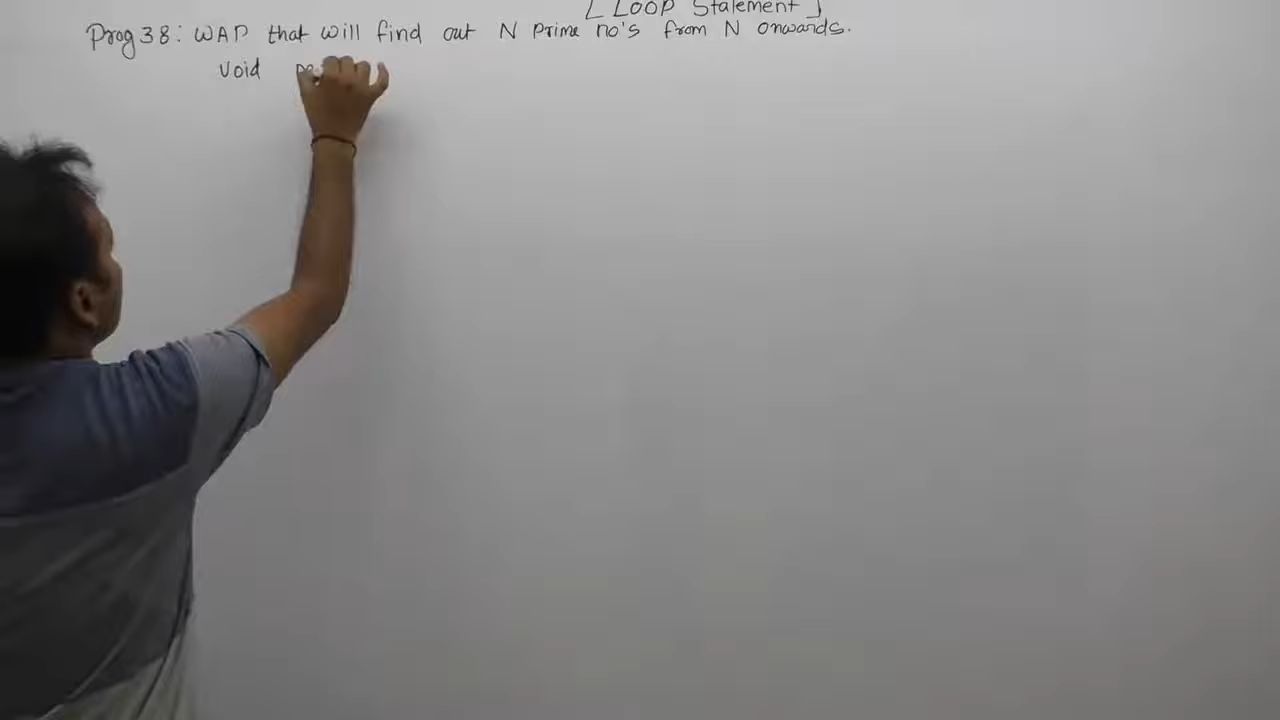 [ Loop Statement ]
Prog 38: WAP that will find out N Prime no's from N onwards.
void